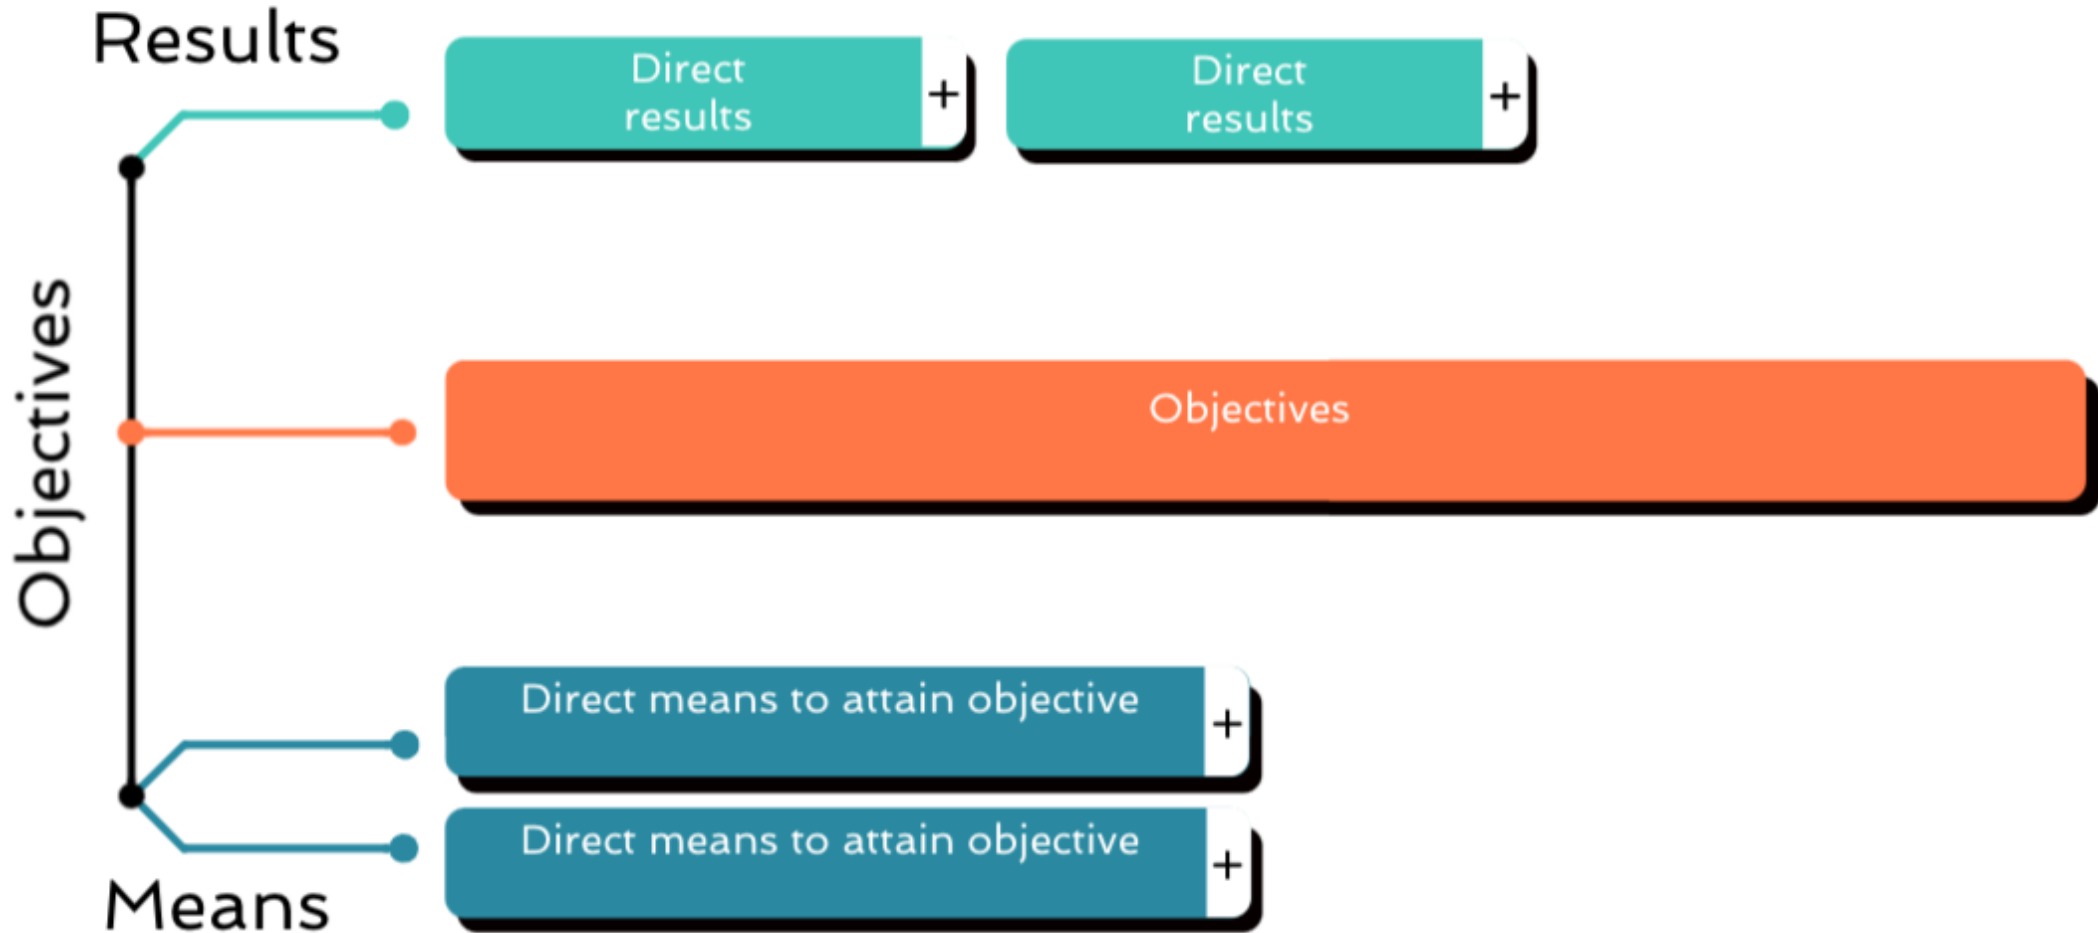 Results
Direct
results
+
Direct
results
+
Objectives
Objectives
Direct means to attain objective
+
Direct means to attain objective
+
Means